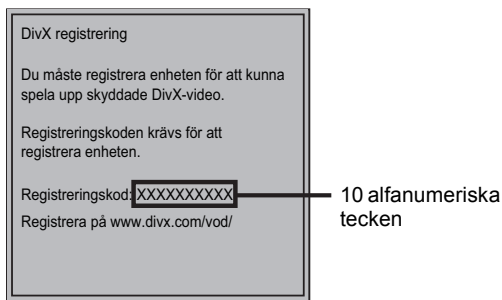 DivX registrering
Du måste registrera enheten för att kunna
spela upp skyddade DivX-video.
Registreringskoden krävs för att
registrera enheten.
Registreringskod: XXXXXXXXXX
Registrera på www.divx.com/vod/
10 alfanumeriska
tecken